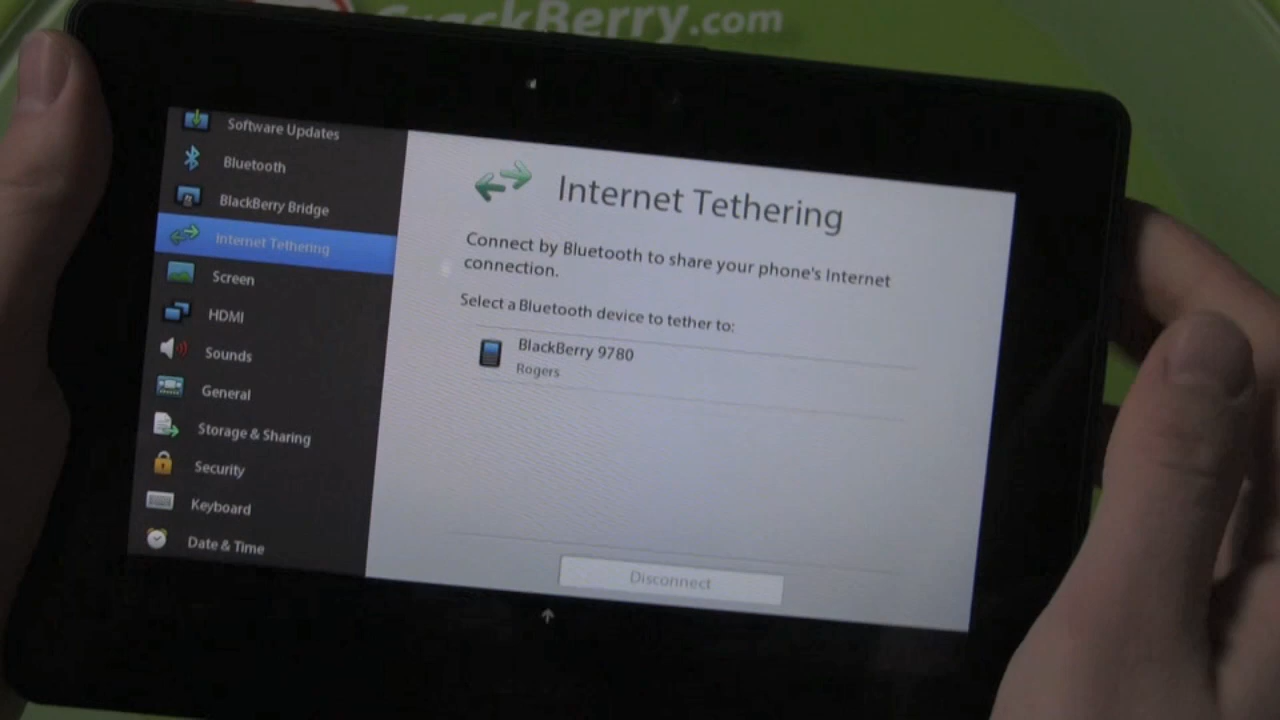 CrackBerry.com
Software Updates
Bluetooth
BlackBerry Bridge
Internet Tethering
Screen
HDMI
Sounds
General
Storage & Sharing
Security
Keyboard
Date & Time
Internet Tethering
Connect by Bluetooth to share your phone's Internet
connection.
Select a Bluetooth device to tether to:
BlackBerry 9780
Rogers
Disconnect